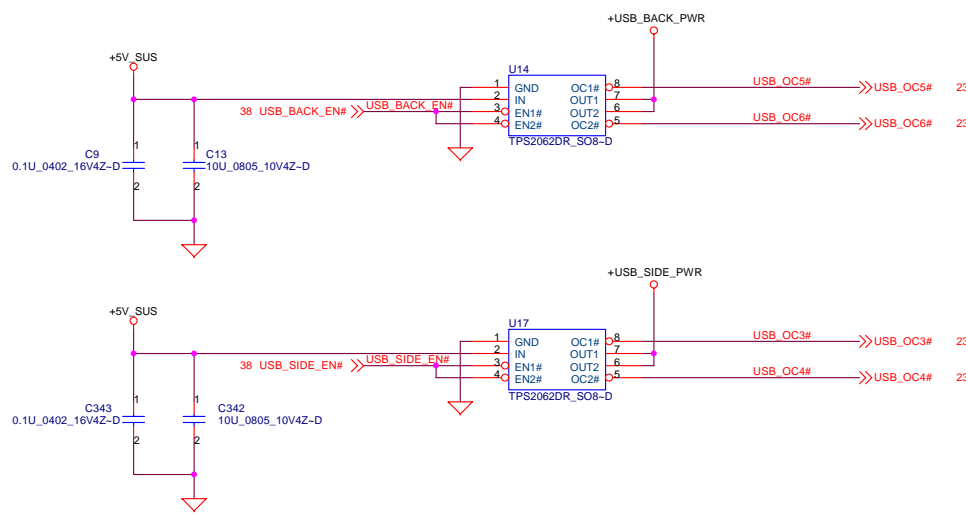 +USB_BACK_PWR
+5V_SUS
U14
1 GND OC1# 8 USB_OC5# USB_OC5# 23
2 IN OUT1 7
38 USB_BACK_EN# USB_BACK_EN# 3 EN1# OUT2 6
4 EN2# OC2# 5 USB_OC6# USB_OC6# 23
TPS2062DR_SO8~D
1 1
C9 C13
0.1U_0402_16V4Z~D 10U_0805_10V4Z~D
2 2
+USB_SIDE_PWR
+5V_SUS
U17
1 GND OC1# 8 USB_OC3# USB_OC3# 23
2 IN OUT1 7
38 USB_SIDE_EN# USB_SIDE_EN# 3 EN1# OUT2 6
4 EN2# OC2# 5 USB_OC4# USB_OC4# 23
TPS2062DR_SO8~D
1 1
C343 C342
0.1U_0402_16V4Z~D 10U_0805_10V4Z~D
2 2